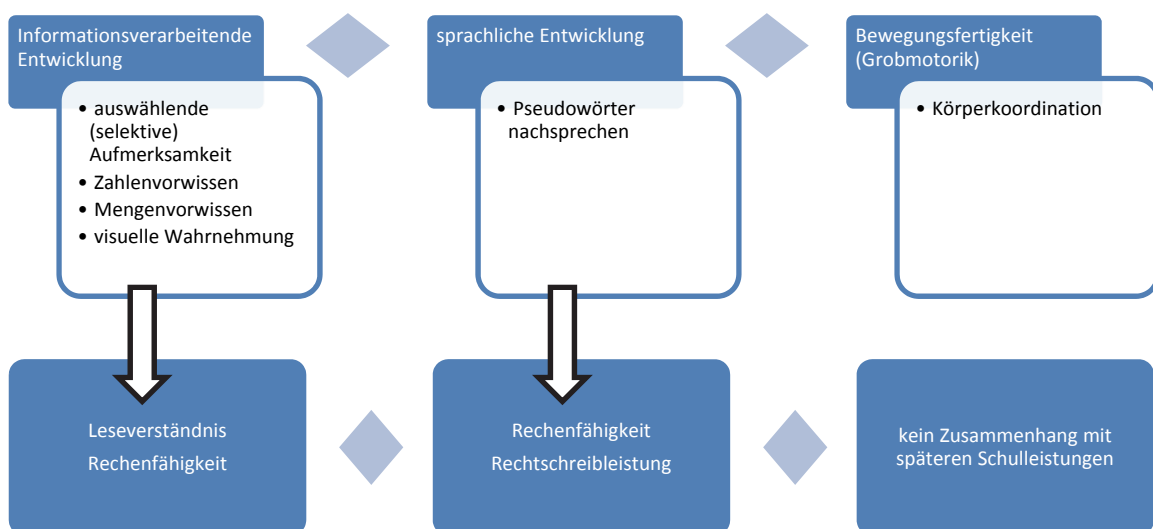 Informationsverarbeitende
Entwicklung
• auswählende
(selektive)
Aufmerksamkeit
• Zahlenvorwissen
• Mengenvorwissen
• visuelle Wahrnehmung
sprachliche Entwicklung
• Pseudowörter
nachsprechen
Bewegungsfertigkeit
(Grobmotorik)
• Körperkoordination
Leseverständnis
Rechenfähigkeit
Rechenfähigkeit
Rechtschreibleistung
kein Zusammenhang mit
späteren Schulleistungen